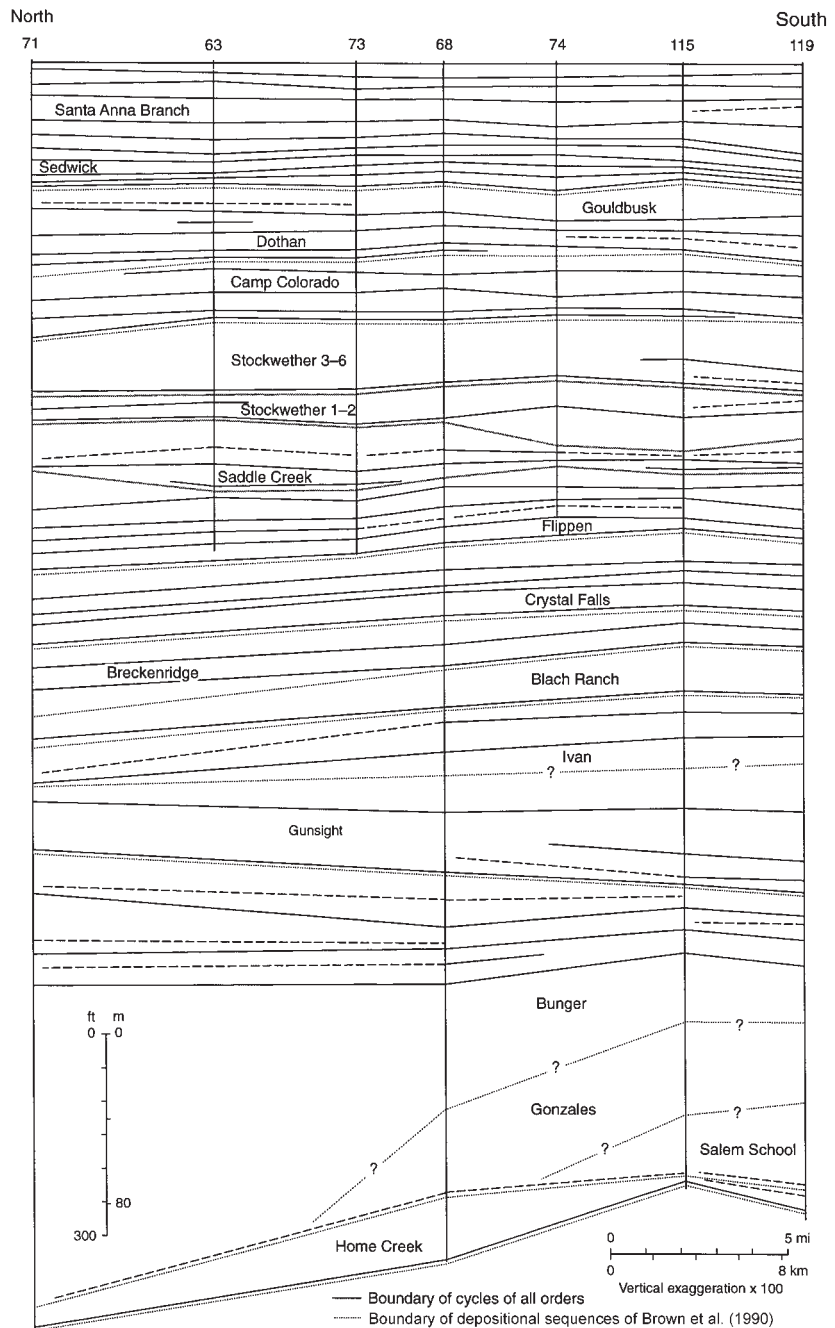 North
South
71 63 73 68 74 115 119
Santa Anna Branch
Sedwick
Gouldbusk
Dothan
Camp Colorado
Stockwether 3–6
Stockwether 1–2
Saddle Creek
Flippen
Crystal Falls
Breckenridge
Blach Ranch
Ivan
?
?
Gunsight
Bunger
ft m
0 0
?
?
Gonzales
?
?
Salem School
?
80
300
Home Creek
0 5 mi
0 8 km
Vertical exaggeration x 100
Boundary of cycles of all orders
Boundary of depositional sequences of Brown et al. (1990)